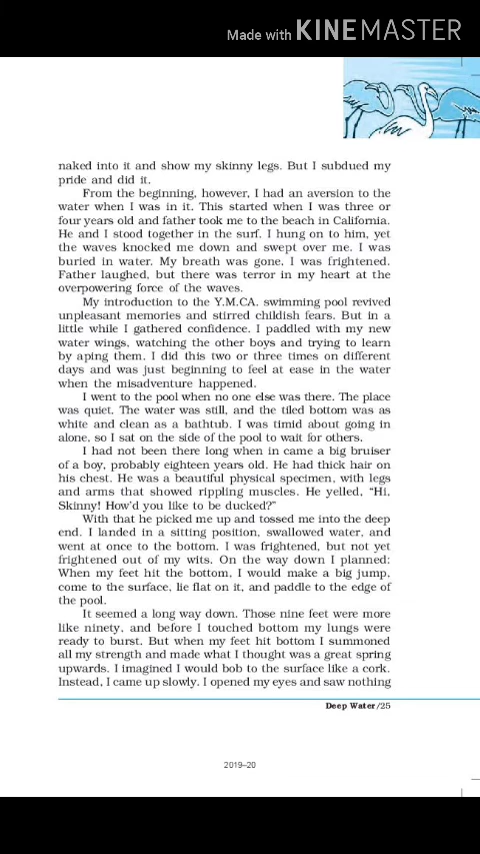 Made with KINEMASTER
naked into it and show my skinny legs. But I subdued my
pride and did it.
From the beginning, however, I had an aversion to the
water when I was in it. This started when I was three or
four years old and father took me to the beach in California.
He and I stood together in the surf. I hung on to him, yet
the waves knocked me down and swept over me. I was
buried in water. My breath was gone. I was frightened.
Father laughed, but there was terror in my heart at the
overpowering force of the waves.
My introduction to the Y.M.CA. swimming pool revived
unpleasant memories and stirred childish fears. But in a
little while I gathered confidence. I paddled with my new
water wings, watching the other boys and trying to learn
by aping them. I did this two or three times on different
days and was just beginning to feel at ease in the water
when the misadventure happened.
I went to the pool when no one else was there. The place
was quiet. The water was still, and the tiled bottom was as
white and clean as a bathtub. I was timid about going in
alone, so I sat on the side of the pool to wait for others.
I had not been there long when in came a big bruiser
of a boy, probably eighteen years old. He had thick hair on
his chest. He was a beautiful physical specimen, with legs
and arms that showed rippling muscles. He yelled, “Hi,
Skinny! How’d you like to be ducked?”
With that he picked me up and tossed me into the deep
end. I landed in a sitting position, swallowed water, and
went at once to the bottom. I was frightened, but not yet
frightened out of my wits. On the way down I planned:
When my feet hit the bottom, I would make a big jump,
come to the surface, lie flat on it, and paddle to the edge of
the pool.
It seemed a long way down. Those nine feet were more
like ninety, and before I touched bottom my lungs were
ready to burst. But when my feet hit bottom I summoned
all my strength and made what I thought was a great spring
upwards. I imagined I would bob to the surface like a cork.
Instead, I came up slowly. I opened my eyes and saw nothing
Deep Water/25
2019–20